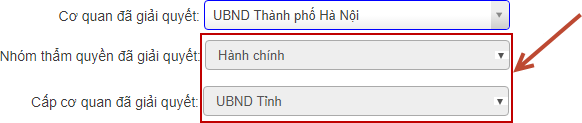 Cơ quan đã giải quyết: UBND Thành phố Hà Nội
Nhóm thẩm quyền đã giải quyết: Hành chính
Cấp cơ quan đã giải quyết: UBND Tỉnh